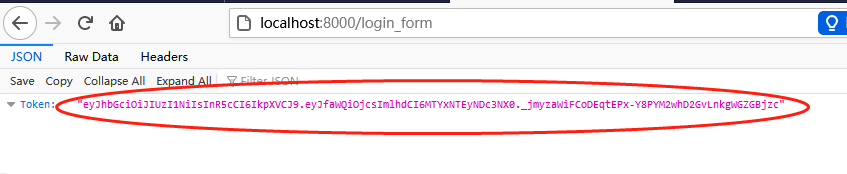 localhost:8000/login_form
JSON Raw Data Headers
Save Copy Collapse All Expand All Filter JSON
Token: "eyJhbGciOiJIUzI1NiIsInR5cCI6IkpXVCJ9.eyJfaWQiOjcsImlhdCI6MTYxNTEyNDc3NX0._jmyzaWiFCoDEqtEPx-Y8PYM2whD2GvLnkgWGZGBjzc"